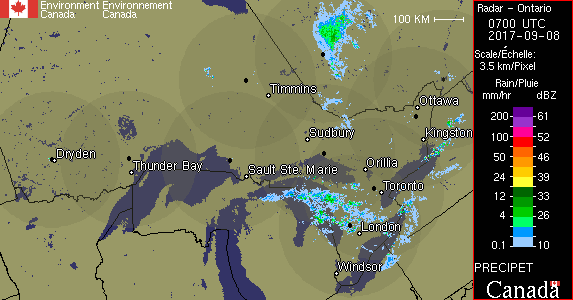 Environment Environnement
Canada Canada
100 KM
Timmins
Ottawa
Sudbury
Kingston
Dryden
Thunder Bay
Sault Ste. Marie
Orillia
Toronto
London
Windsor
Radar - Ontario
0700 UTC
2017-09-08
Scale/Échelle:
3.5 km/Pixel
Rain/Pluie
mm/hr dBZ
200 61
100 52
50 46
24 39
12 33
4 26
0.1 10
PRECIPET
Canada